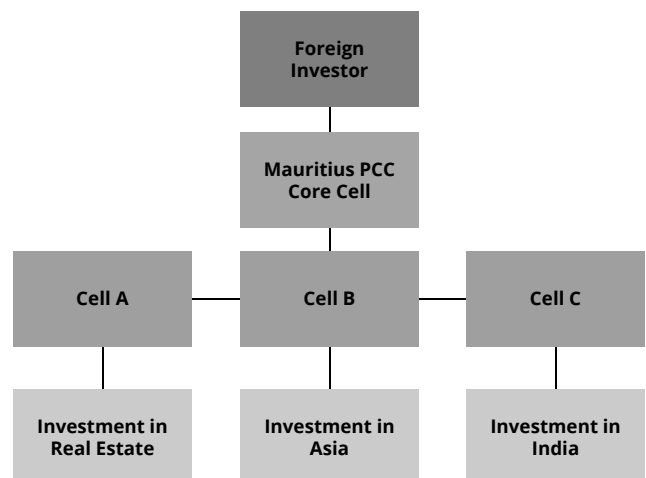 Foreign
Investor
Mauritius PCC
Core Cell
Cell A
Cell B
Cell C
Investment in
Real Estate
Investment in
Asia
Investment in
India